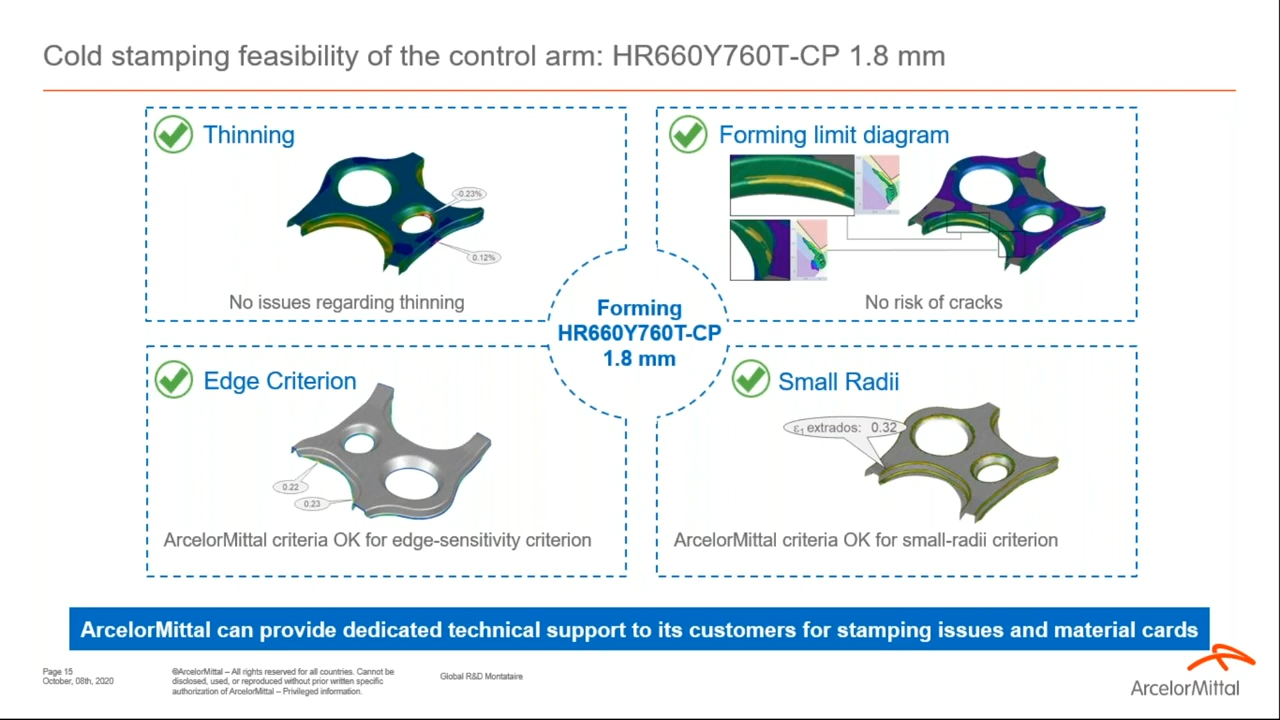 Cold stamping feasibility of the control arm: HR660Y760T-CP 1.8 mm
Thinning
-0.23%
0.12%
No issues regarding thinning
Forming limit diagram
No risk of cracks
Forming
HR660Y760T-CP
1.8 mm
Edge Criterion
0.22
0.23
ArcelorMittal criteria OK for edge-sensitivity criterion
Small Radii
ε1 extrados: 0.32
ArcelorMittal criteria OK for small-radii criterion
ArcelorMittal can provide dedicated technical support to its customers for stamping issues and material cards
Page 15
October, 08th, 2020
©ArcelorMittal – All rights reserved for all countries. Cannot be
disclosed, used, or reproduced without prior written specific
authorization of ArcelorMittal – Privileged information.
Global R&D Montataire
ArcelorMittal